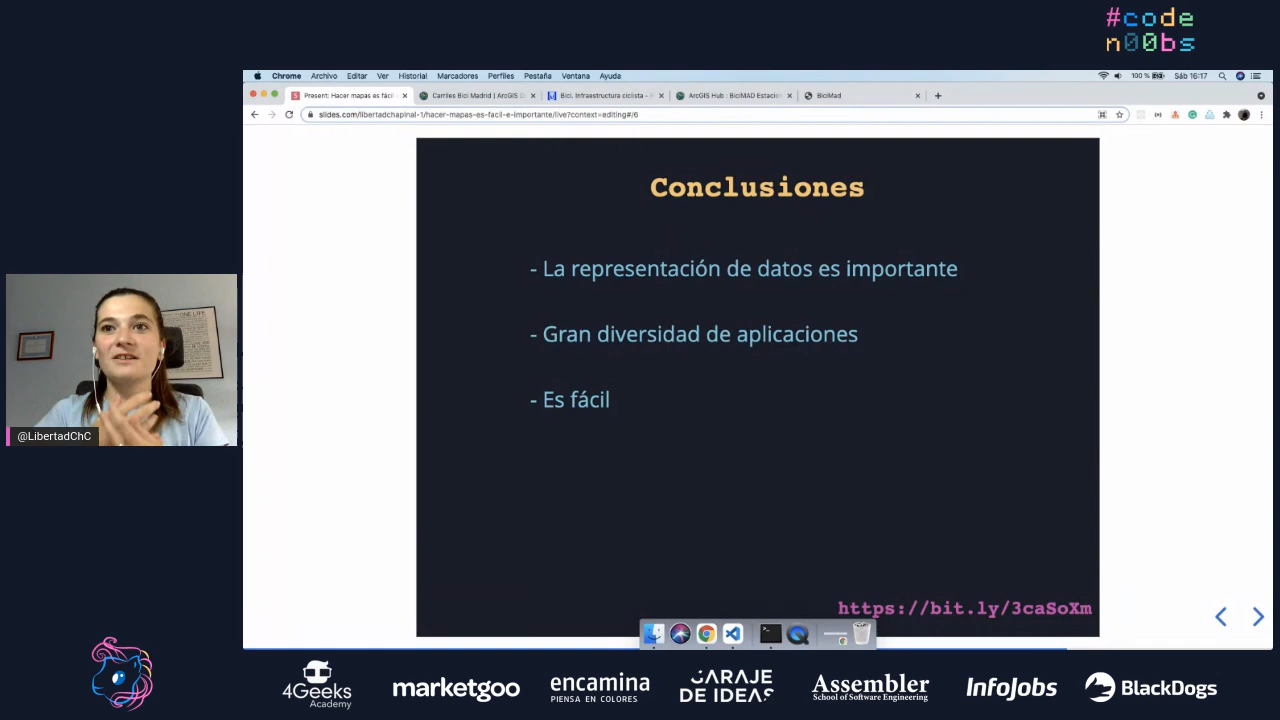 #code
n00bs
Chrome Archivo Editar Ver Historial Marcadores Perfiles Pestaña Ventana Ayuda
100 % Sáb 16:17
Present: Hacer mapas es fácil
Carriles Bici Madrid | ArcGIS
Bici. Infraestructura ciclista -
ArcGIS Hub : BiciMAD Estacion
BiciMad
slides.com/libertadchapinal-1/hacer-mapas-es-facil-e-importante/live?context=editing#/6
Conclusiones
- La representación de datos es importante
- Gran diversidad de aplicaciones
- Es fácil
https://bit.ly/3caSoXm
ONE LIFE
@LibertadChC
4Geeks
Academy
marketgoo
encamina
PIENSA EN COLORES
GARAJE
DE IDEAS
Assembler
School of Software Engineering
InfoJobs
BlackDogs